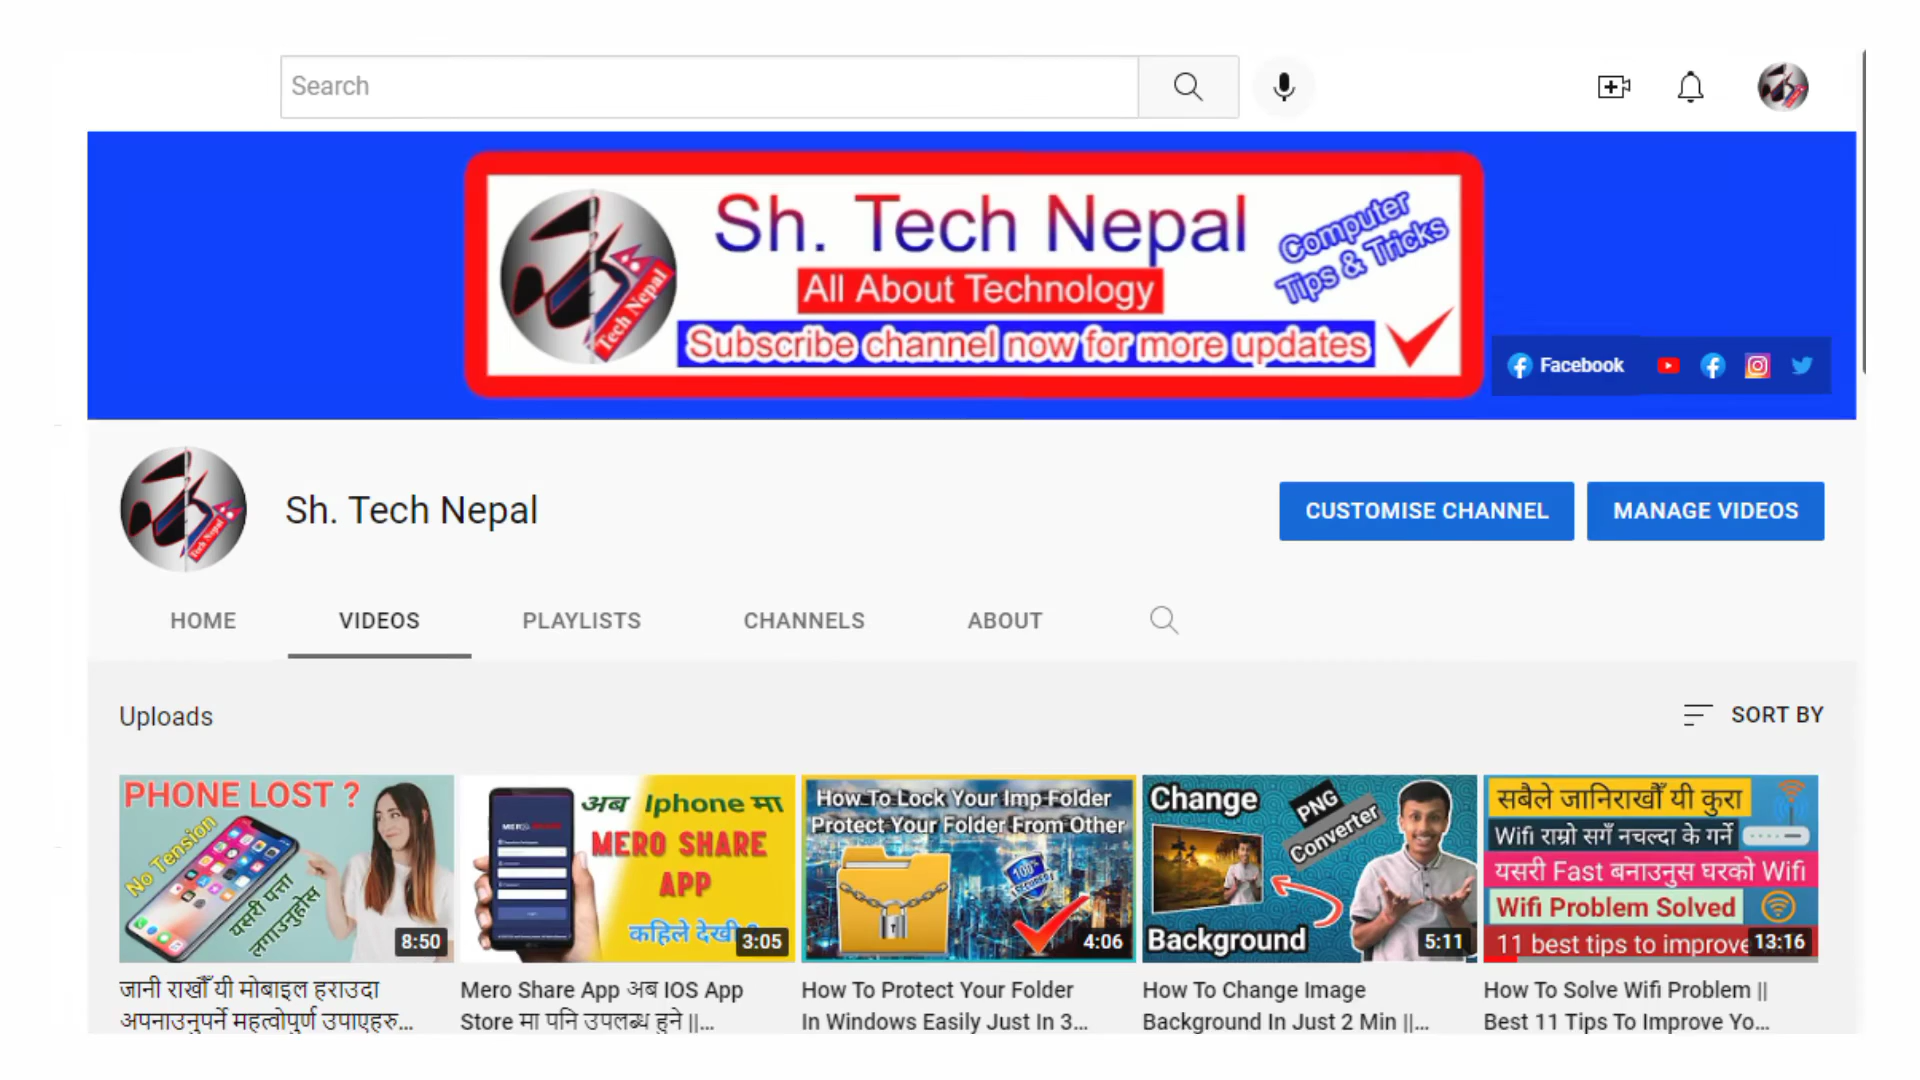 Search
Sh. Tech Nepal
All About Technology
Subscribe channel now for more updates
Computer
Tips & Tricks
Tech Nepal
Facebook
Sh. Tech Nepal
Tech Nepal
CUSTOMISE CHANNEL
MANAGE VIDEOS
HOME
VIDEOS
PLAYLISTS
CHANNELS
ABOUT
Uploads
SORT BY
PHONE LOST ?
No Tension
यसरी पत्ता
लगाउनुहोस
8:50
अब Iphone मा
MERO SHARE
APP
कहिले देखी ?
3:05
How To Lock Your Imp Folder
Protect Your Folder From Other
100%
4:06
Change
PNG
Converter
Background
5:11
सबैले जानिराखौँ यी कुरा
Wifi राम्रो सगँ नचल्दा के गर्ने
यसरी Fast बनाउनुस घरको Wifi
Wifi Problem Solved
11 best tips to improve
13:16
जानी राखौँ यी मोबाइल हराउदा
अपनाउनुपर्ने महत्वोपुर्ण उपाएहरु...
Mero Share App अब IOS App
Store मा पनि उपलब्ध हुने ||...
How To Protect Your Folder
In Windows Easily Just In 3...
How To Change Image
Background In Just 2 Min ||...
How To Solve Wifi Problem ||
Best 11 Tips To Improve Yo...